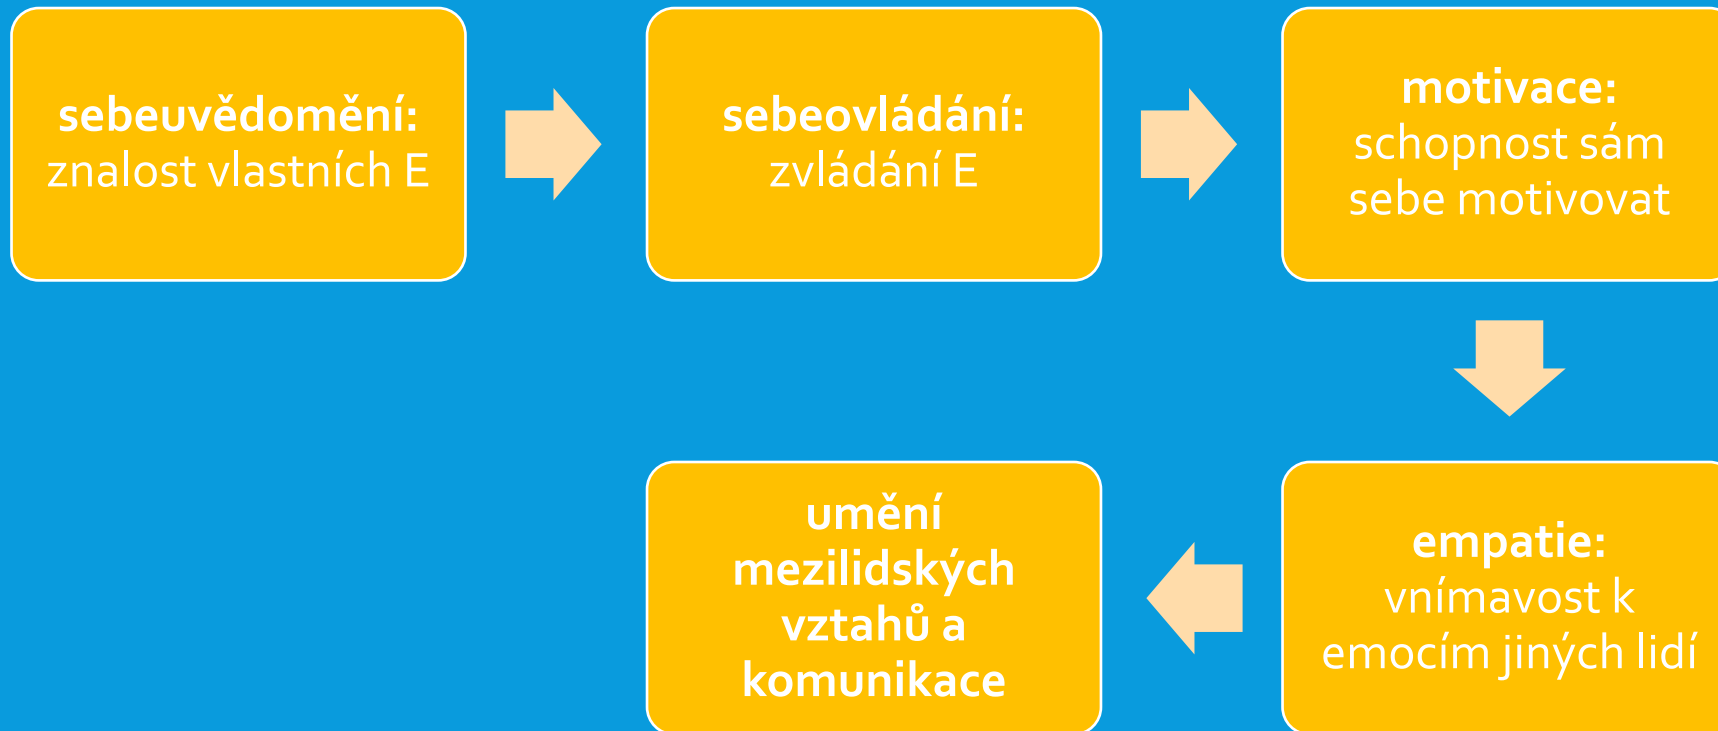 sebeuvědomění:
znalost vlastních E
sebeovládání:
zvládání E
motivace:
schopnost sám
sebe motivovat
empatie:
vnímavost k
emocím jiných lidí
umění
mezilidských
vztahů a
komunikace